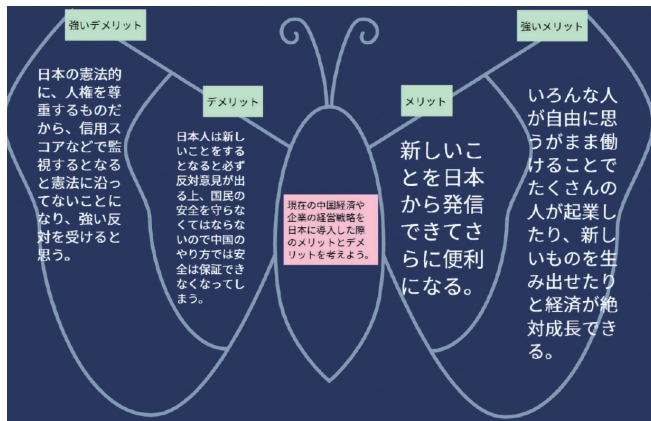 強いデメリット
日本の憲法的
に、人権を尊
重するものだ
から、信用ス
コアなどで監
視するとなる
と憲法に沿っ
てないことに
なり、強い反
対を受けると
思う。
デメリット
日本人は新し
いことをする
となると必ず
反対意見が出
る上、国民の
安全を守らな
くてはならな
いので中国の
やり方では安
全は保証でき
なくなってし
まう。
現在の中国経済や
企業の経営戦略を
日本に導入した際
のメリットとデメ
リットを考えよう。
メリット
新しいこ
とを日本
から発信
できてさ
らに便利
になる。
強いメリット
いろんな人
が自由に思
うがまま働
けることで
たくさんの
人が起業し
たり、新し
いものを生
み出せたり
と経済が絶
対成長でき
る。